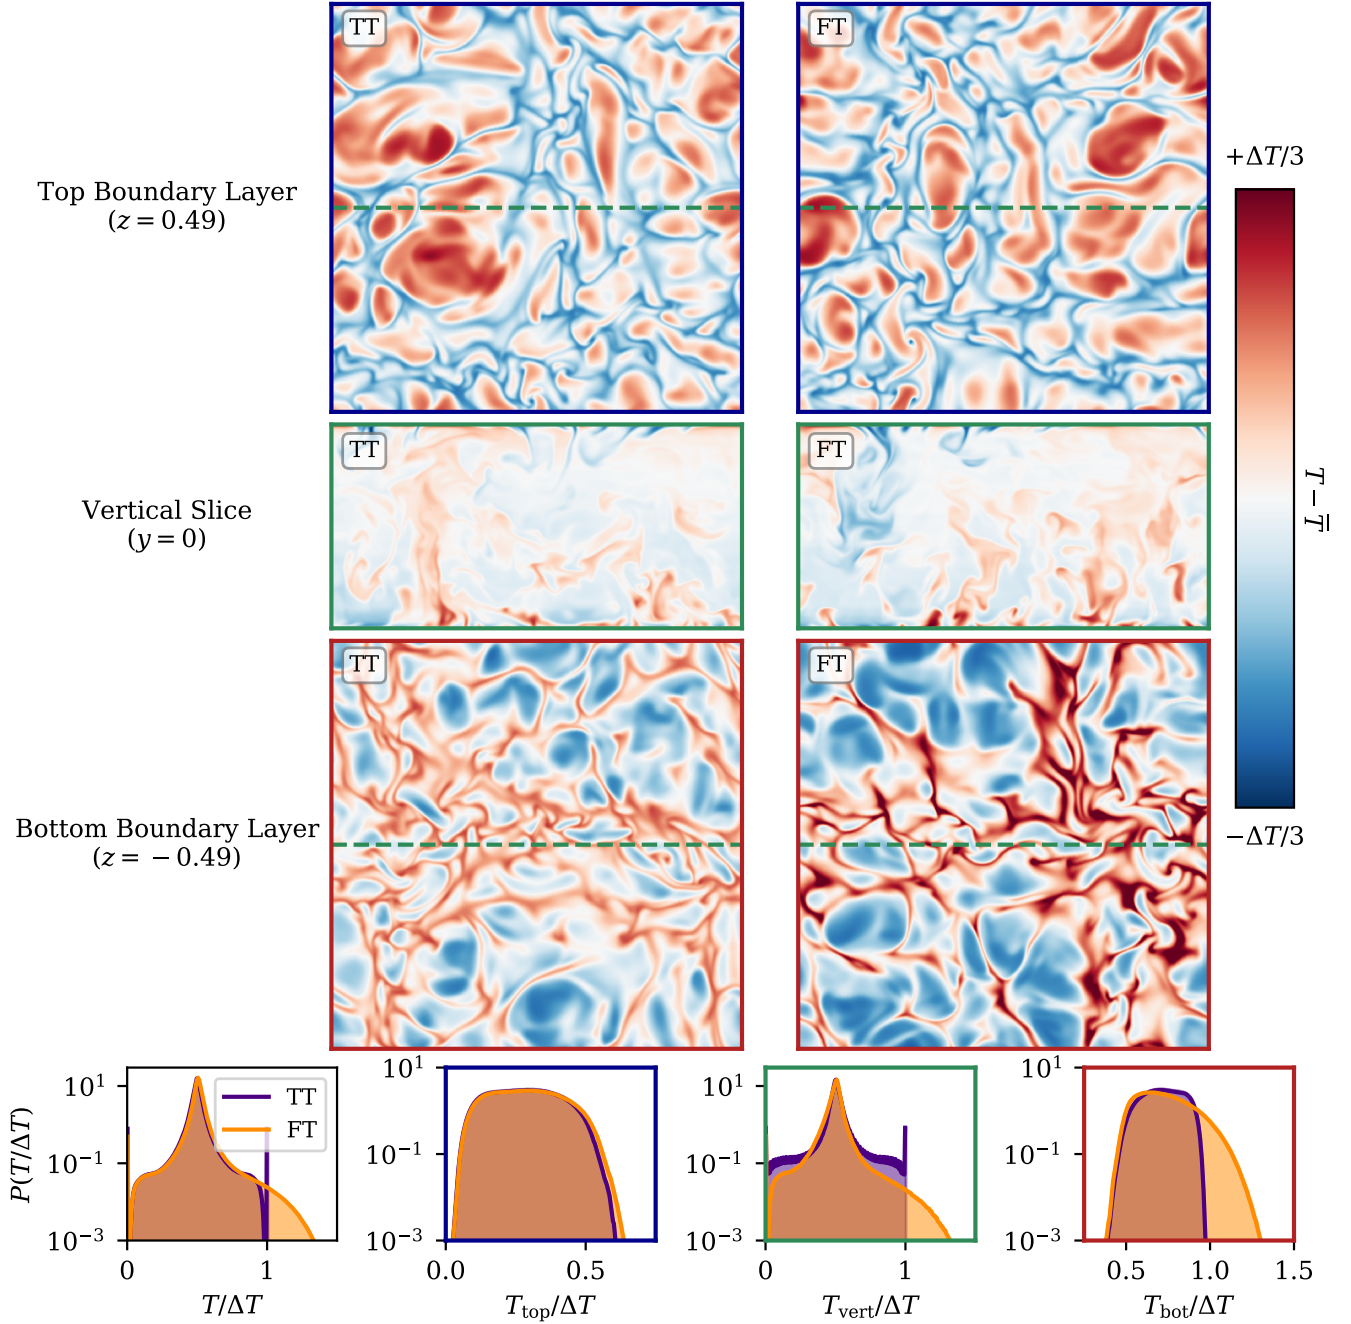 TT
FT
Top Boundary Layer
(z = 0.49)
+ΔT/3
TT
FT
Vertical Slice
(y = 0)
T − T̅̅
TT
FT
Bottom Boundary Layer
(z = −0.49)
−ΔT/3
P(T/ΔT)
10¹
10⁻¹
10⁻³
0
1
T/ΔT
TT
FT
10¹
10⁻¹
10⁻³
0.0
0.5
T_top/ΔT
10¹
10⁻¹
10⁻³
0
1
T_vert/ΔT
10¹
10⁻¹
10⁻³
0.5
1.0
1.5
T_bot/ΔT